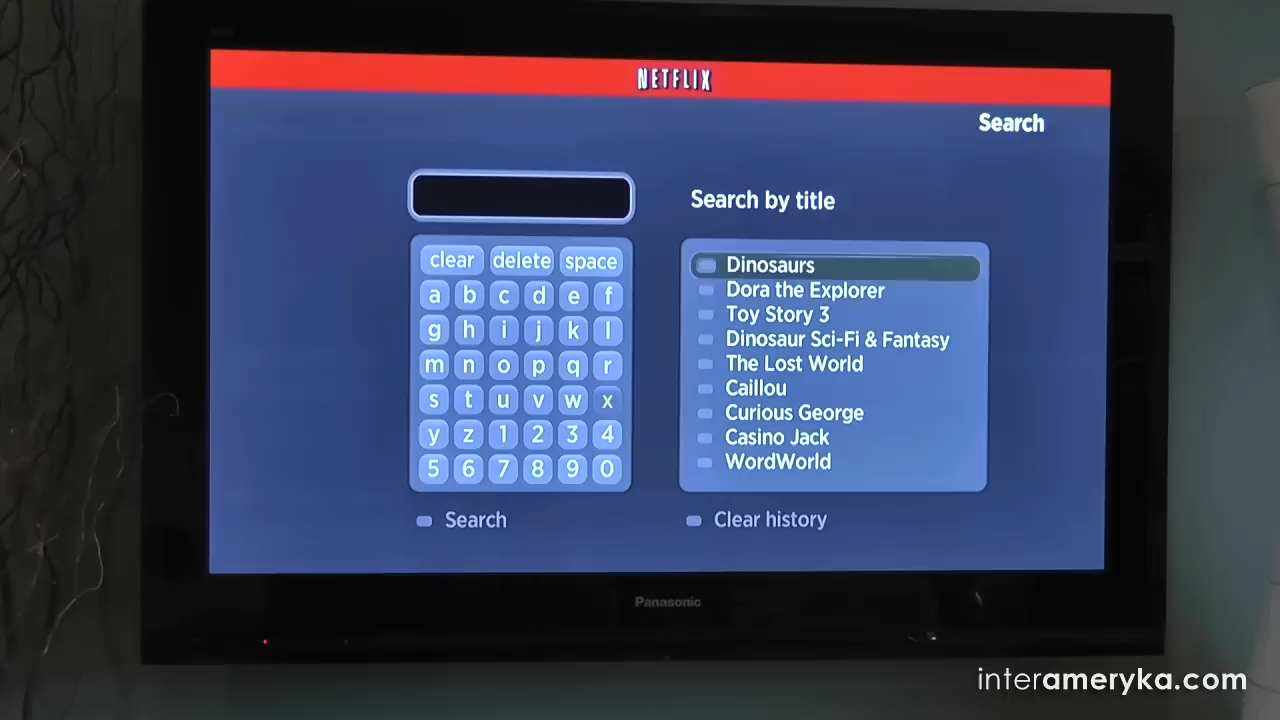 NETFLIX
Search
Search by title
clear delete space
a b c d e f
g h i j k l
m n o p q r
s t u v w x
y z 1 2 3 4
5 6 7 8 9 0
Search
Dinosaurs
Dora the Explorer
Toy Story 3
Dinosaur Sci-Fi & Fantasy
The Lost World
Caillou
Curious George
Casino Jack
WordWorld
Clear history
Panasonic
interameryka.com